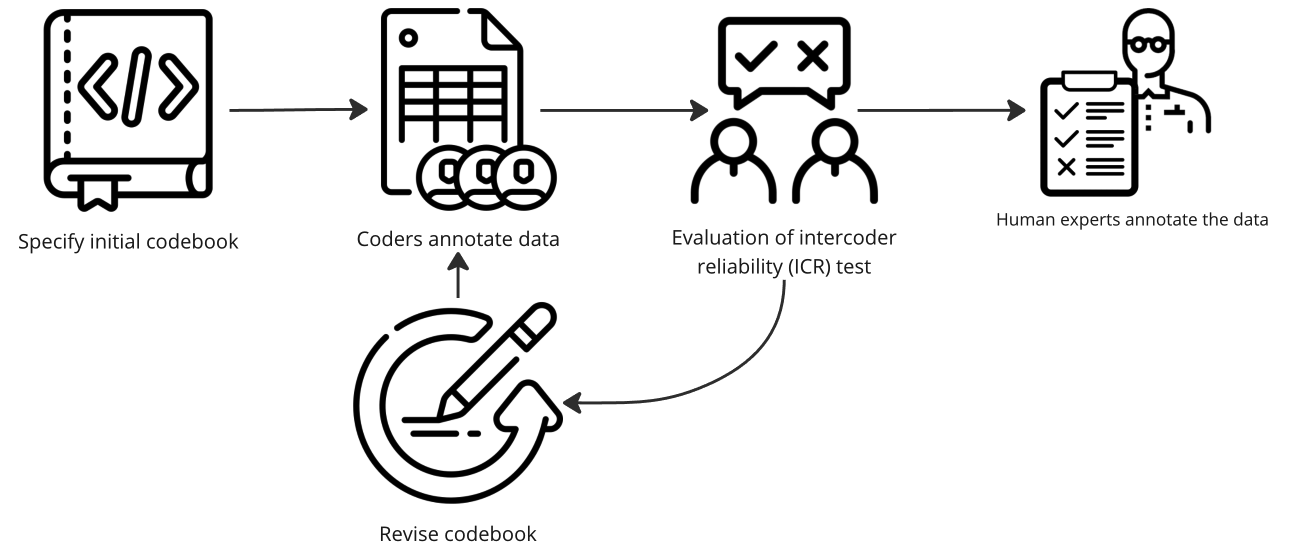 Specify initial codebook
Coders annotate data
Evaluation of intercoder
reliability (ICR) test
Human experts annotate the data
Revise codebook